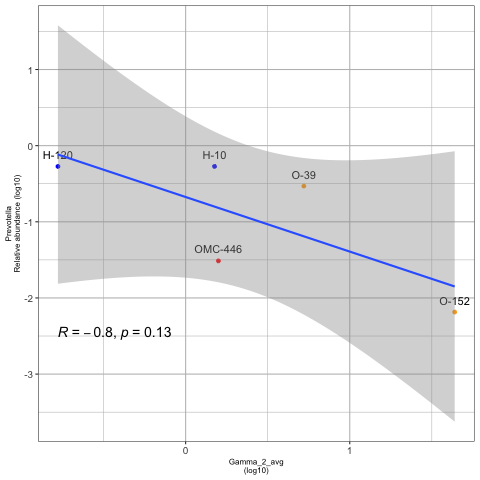 1
0
-1
-2
-3
Prevotella
Relative abundance (log10)
H-120
H-10
O-39
OMC-446
O-152
R = −0.8, p = 0.13
0
1
Gamma_2_avg
(log10)